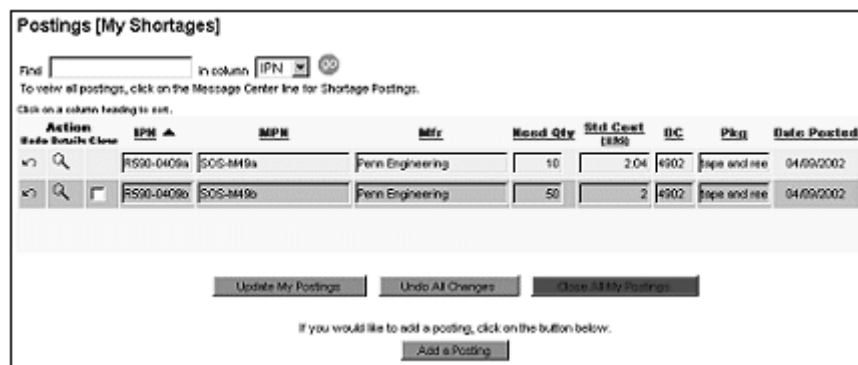 Postings [My Shortages]
Find in column IPN GO
To veiw all postings, click on the Message Center line for Shortage Postings.
Click on a column heading to sort.
Action
Undo Details Close IPN ▲ MPN Mfr Need Qty Std Cost DC Pkg Date Posted
RS90-0409a SOS-M49a Penn Engineering 10 2.04 4902 tape and ree 04/09/2002
RS90-0409b SOS-M49b Penn Engineering 50 2 4902 tape and ree 04/09/2002
Update My Postings Undo All Changes Close All My Postings
If you would like to add a posting, click on the button below.
Add a Posting